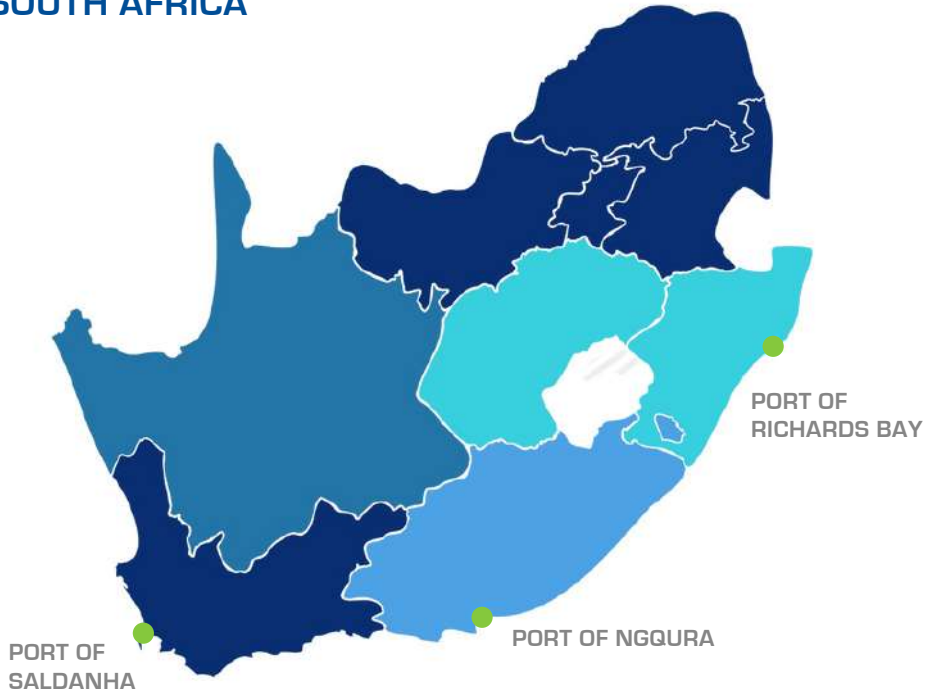 SOUTH AFRICA
PORT OF
RICHARDS BAY
PORT OF NGQURA
PORT OF
SALDANHA